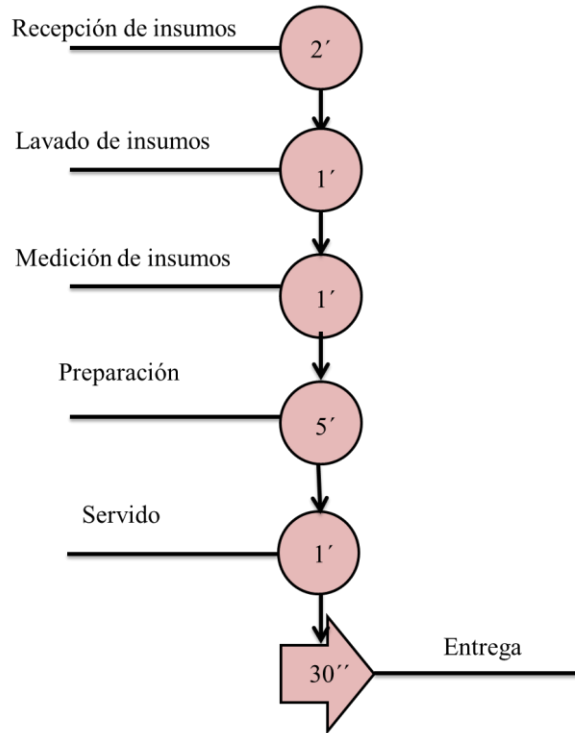 Recepción de insumos
2´
Lavado de insumos
1´
Medición de insumos
1´
Preparación
5´
Servido
1´
30´´
Entrega